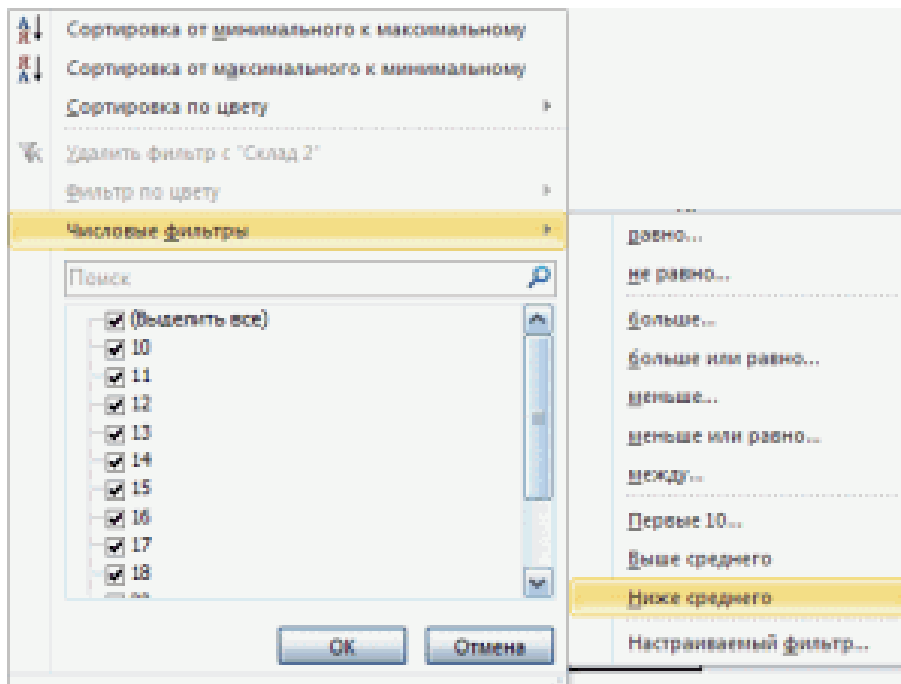 Сортировка от минимального к максимальному
Сортировка от максимального к минимальному
Сортировка по цвету
Удалить фильтр с "Склад 2"
Фильтр по цвету
Числовые фильтры
Поиск
(Выделить все)
10
11
12
13
14
15
16
17
18
ОК
Отмена
равно...
не равно...
больше...
больше или равно...
меньше...
меньше или равно...
между...
Первые 10...
Выше среднего
Ниже среднего
Настраиваемый фильтр...